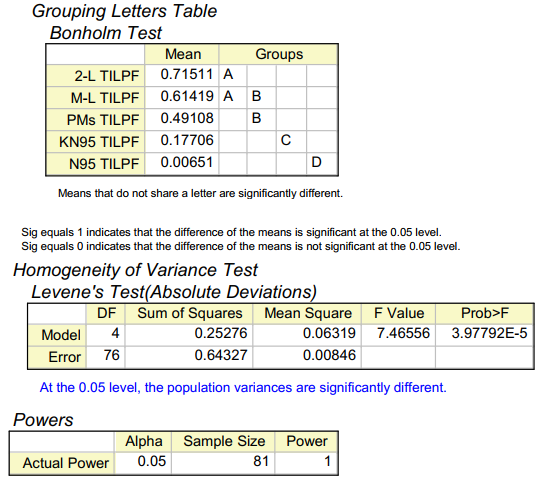 Grouping Letters Table
Bonholm Test
Mean Groups
2-L TILPF 0.71511 A
M-L TILPF 0.61419 A B
PMs TILPF 0.49108 B
KN95 TILPF 0.17706 C
N95 TILPF 0.00651 D
Means that do not share a letter are significantly different.
Sig equals 1 indicates that the difference of the means is significant at the 0.05 level.
Sig equals 0 indicates that the difference of the means is not significant at the 0.05 level.
Homogeneity of Variance Test
Levene's Test(Absolute Deviations)
DF Sum of Squares Mean Square F Value Prob>F
Model 4 0.25276 0.06319 7.46556 3.97792E-5
Error 76 0.64327 0.00846
At the 0.05 level, the population variances are significantly different.
Powers
Alpha Sample Size Power
Actual Power 0.05 81 1